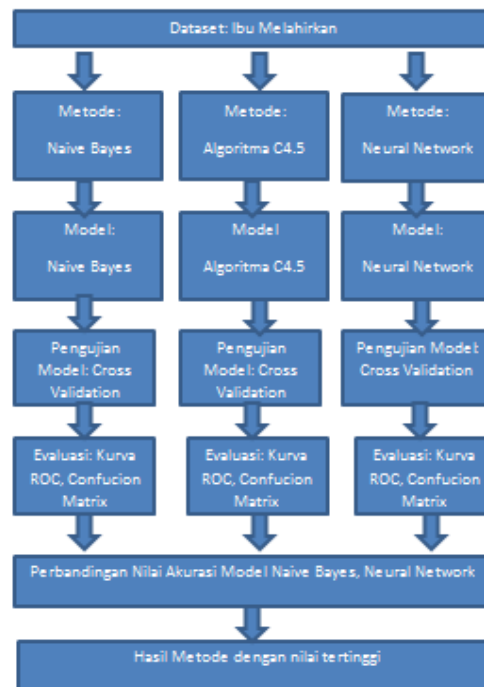 Dataset: Ibu Melahirkan
Metode:
Naive Bayes
Metode:
Algoritma C4.5
Metode:
Neural Network
Model:
Naive Bayes
Model
Algoritma C4.5
Model:
Neural Network
Pengujian
Model: Cross
Validation
Pengujian
Model: Cross
Validation
Pengujian Model:
Cross Validation
Evaluasi: Kurva
ROC, Confucion
Matrix
Evaluasi: Kurva
ROC, Confucion
Matrix
Evaluasi: Kurva
ROC, Confucion
Matrix
Perbandingan Nilai Akurasi Model Naive Bayes, Neural Network
Hasil Metode dengan nilai tertinggi